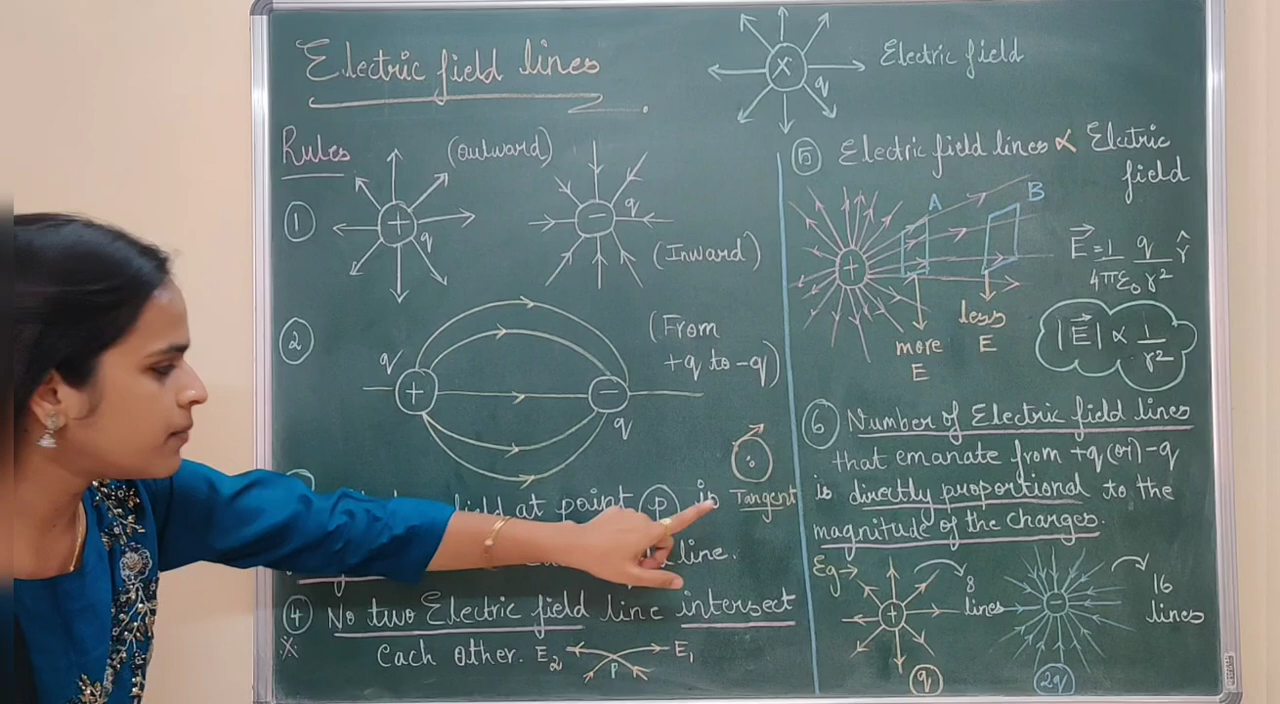 Electric field lines
Electric field
X
q
Rules
(outward)
①
+
q
-
q
(Inward)
②
q
+
-
q
(From
+q to -q)
field at point P is
Tangent
line.
④ No two Electric field line intersect
each other. E₂ E₁
P
X
⑤ Electric field lines ∝ Electric
field
A
B
+
more
E
less
E
E⃗ = 1/4πε₀ q/r² r̂
|E⃗| ∝ 1/r²
⑥ Number of Electric field lines
that emanate from +q (or) -q
is directly proportional to the
magnitude of the charges.
Eg→
+
8
lines
q
-
16
lines
2q